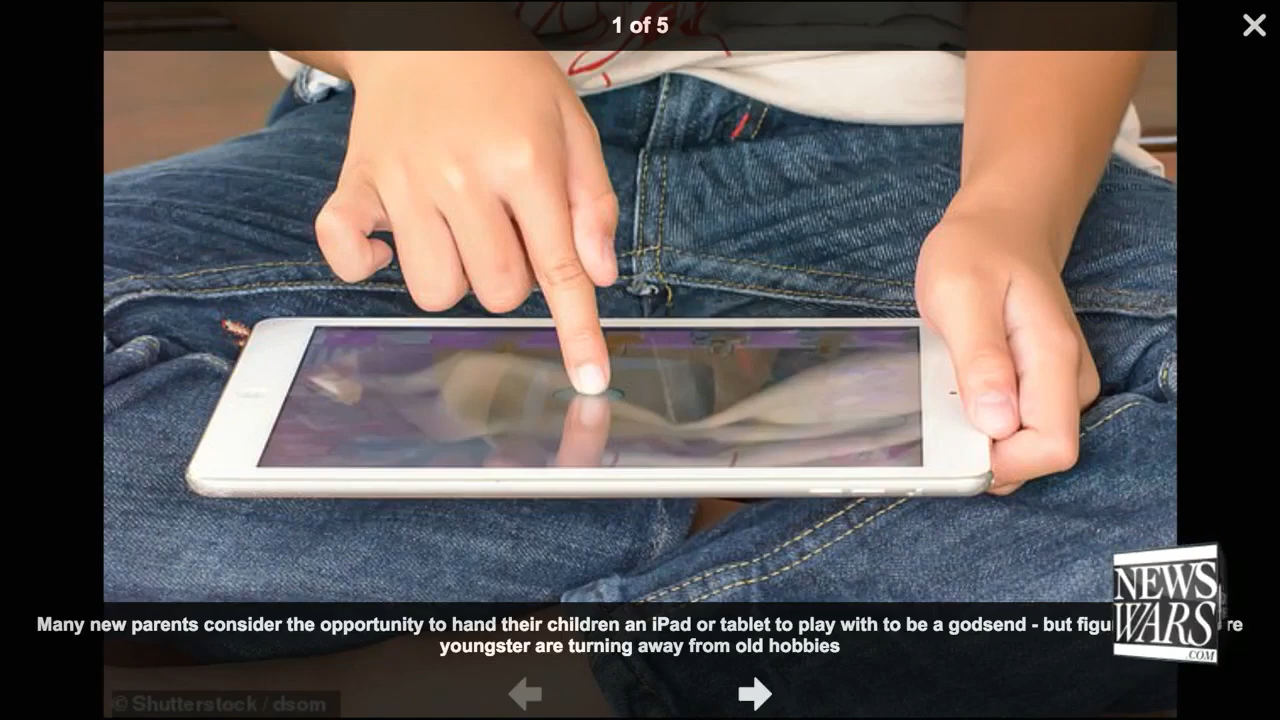 1 of 5
Many new parents consider the opportunity to hand their children an iPad or tablet to play with to be a godsend - but re
youngster are turning away from old hobbies
NEWS
WARS
.COM
© Shutterstock / dsom